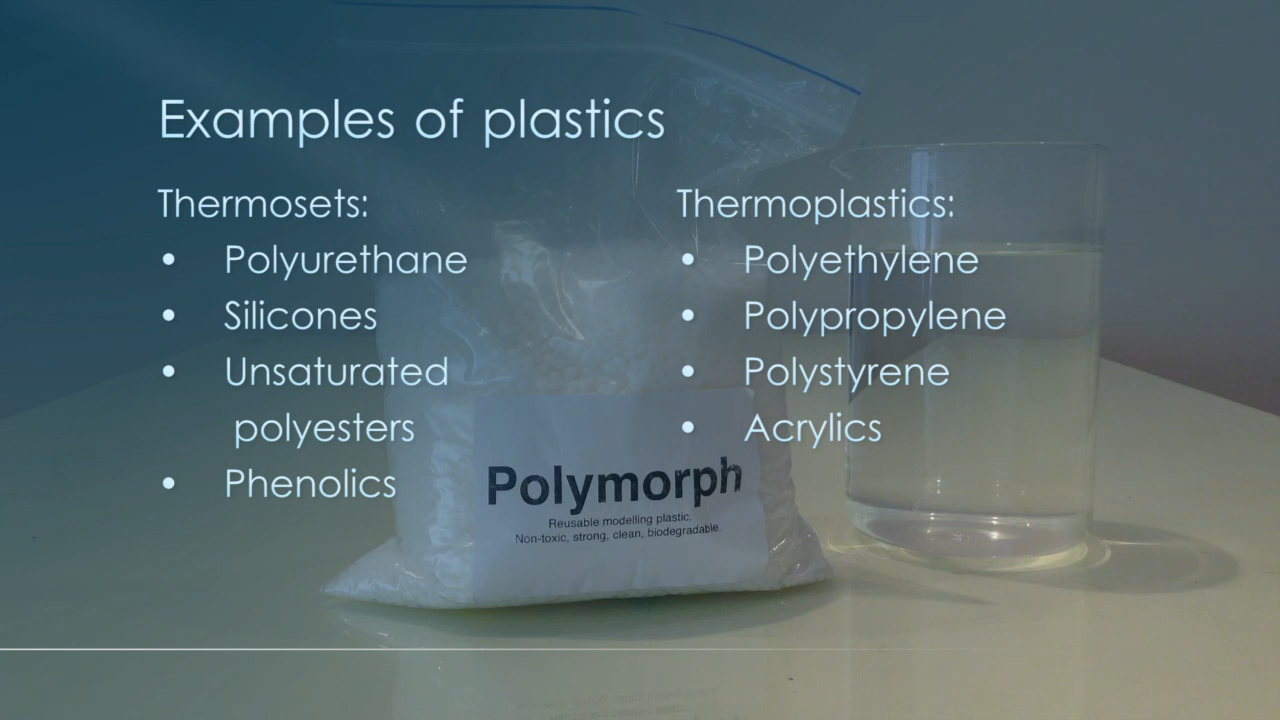 Examples of plastics
Thermosets:
• Polyurethane
• Silicones
• Unsaturated
polyesters
• Phenolics
Thermoplastics:
• Polyethylene
• Polypropylene
• Polystyrene
• Acrylics
Polymorph
Reusable modelling plastic.
Non-toxic, strong, clean, biodegradable.